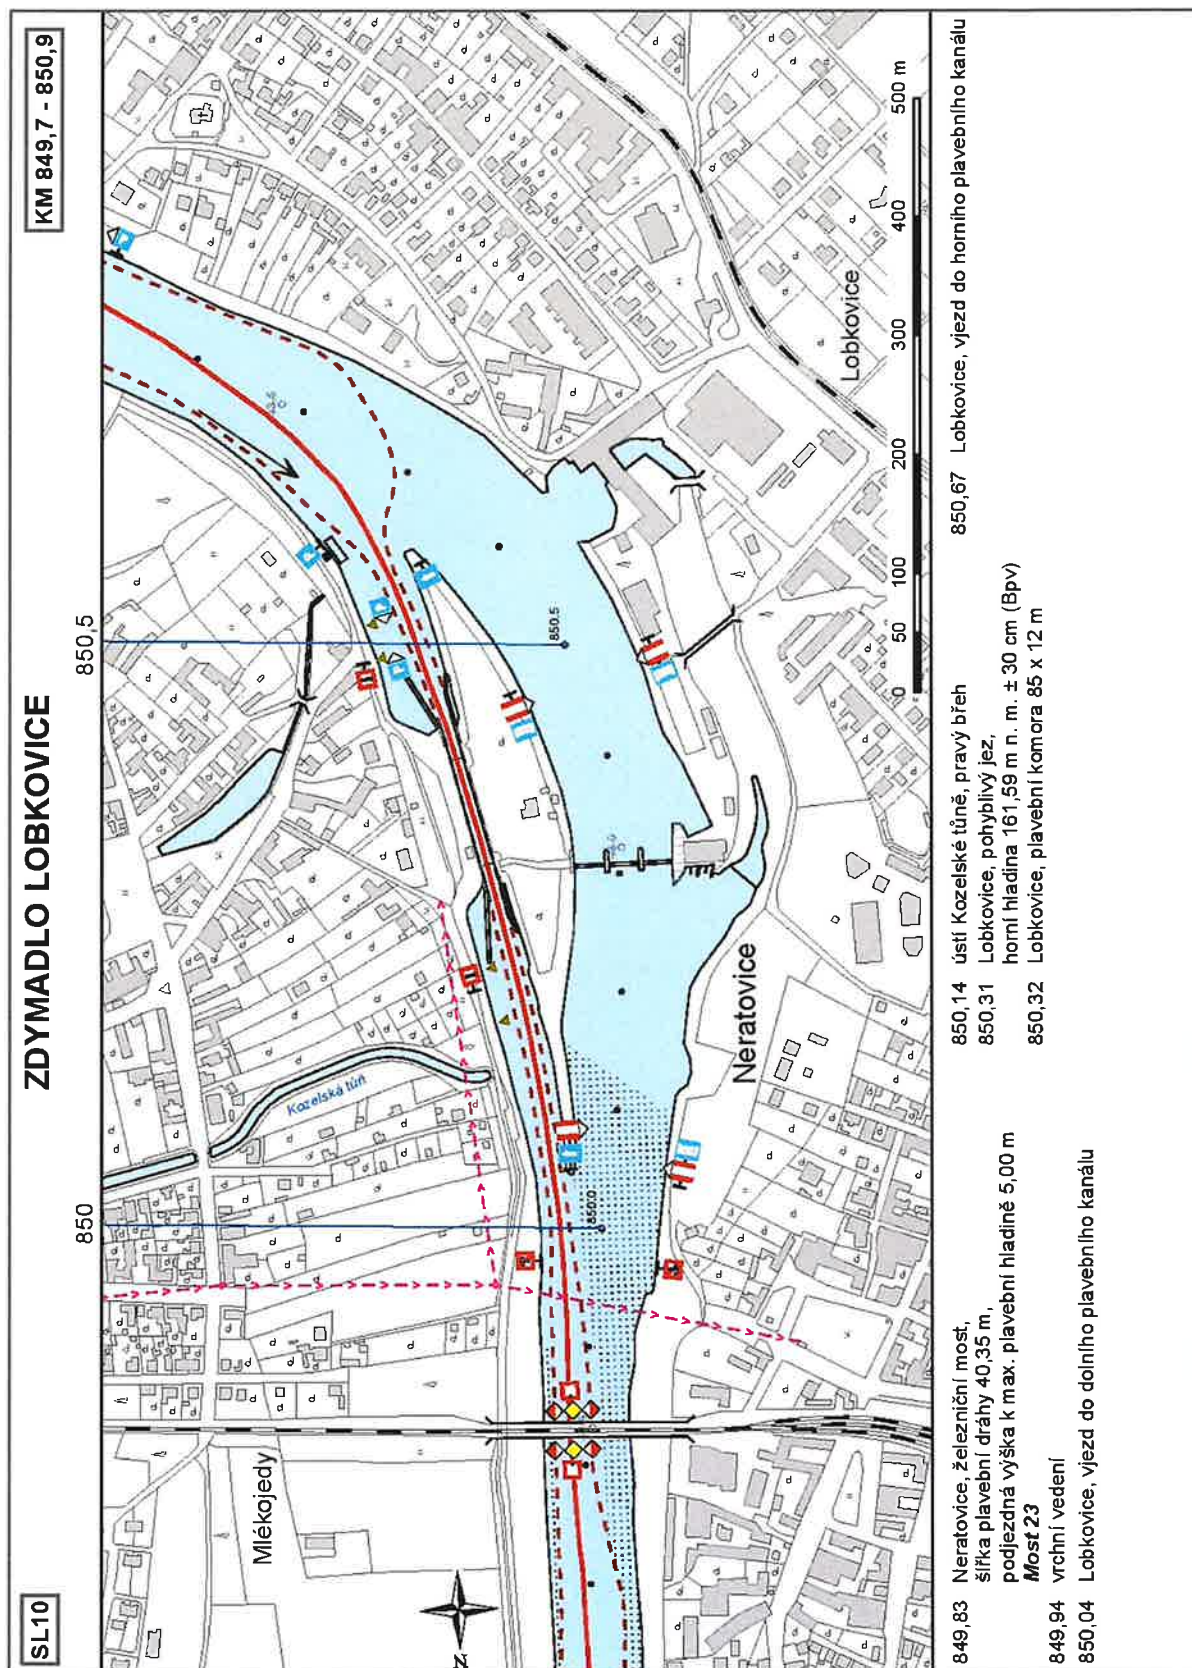 SL10
ZDYMADLO LOBKOVICE
KM 849,7 - 850,9
850
850,5
Mlékojedy
Kozelská tůň
850.0
850.5
Neratovice
Lobkovice
0 50 100 200 300 400 500 m
849,83 Neratovice, železniční most,
šířka plavební dráhy 40,35 m,
podjezdná výška k max. plavební hladině 5,00 m
Most 23
849,94 vrchní vedení
850,04 Lobkovice, vjezd do dolního plavebního kanálu
850,14 ústí Kozelské tůně, pravý břeh
850,31 Lobkovice, pohyblivý jez,
horní hladina 161,59 m n. m. ± 30 cm (Bpv)
850,32 Lobkovice, plavební komora 85 x 12 m
850,67 Lobkovice, vjezd do horního plavebního kanálu